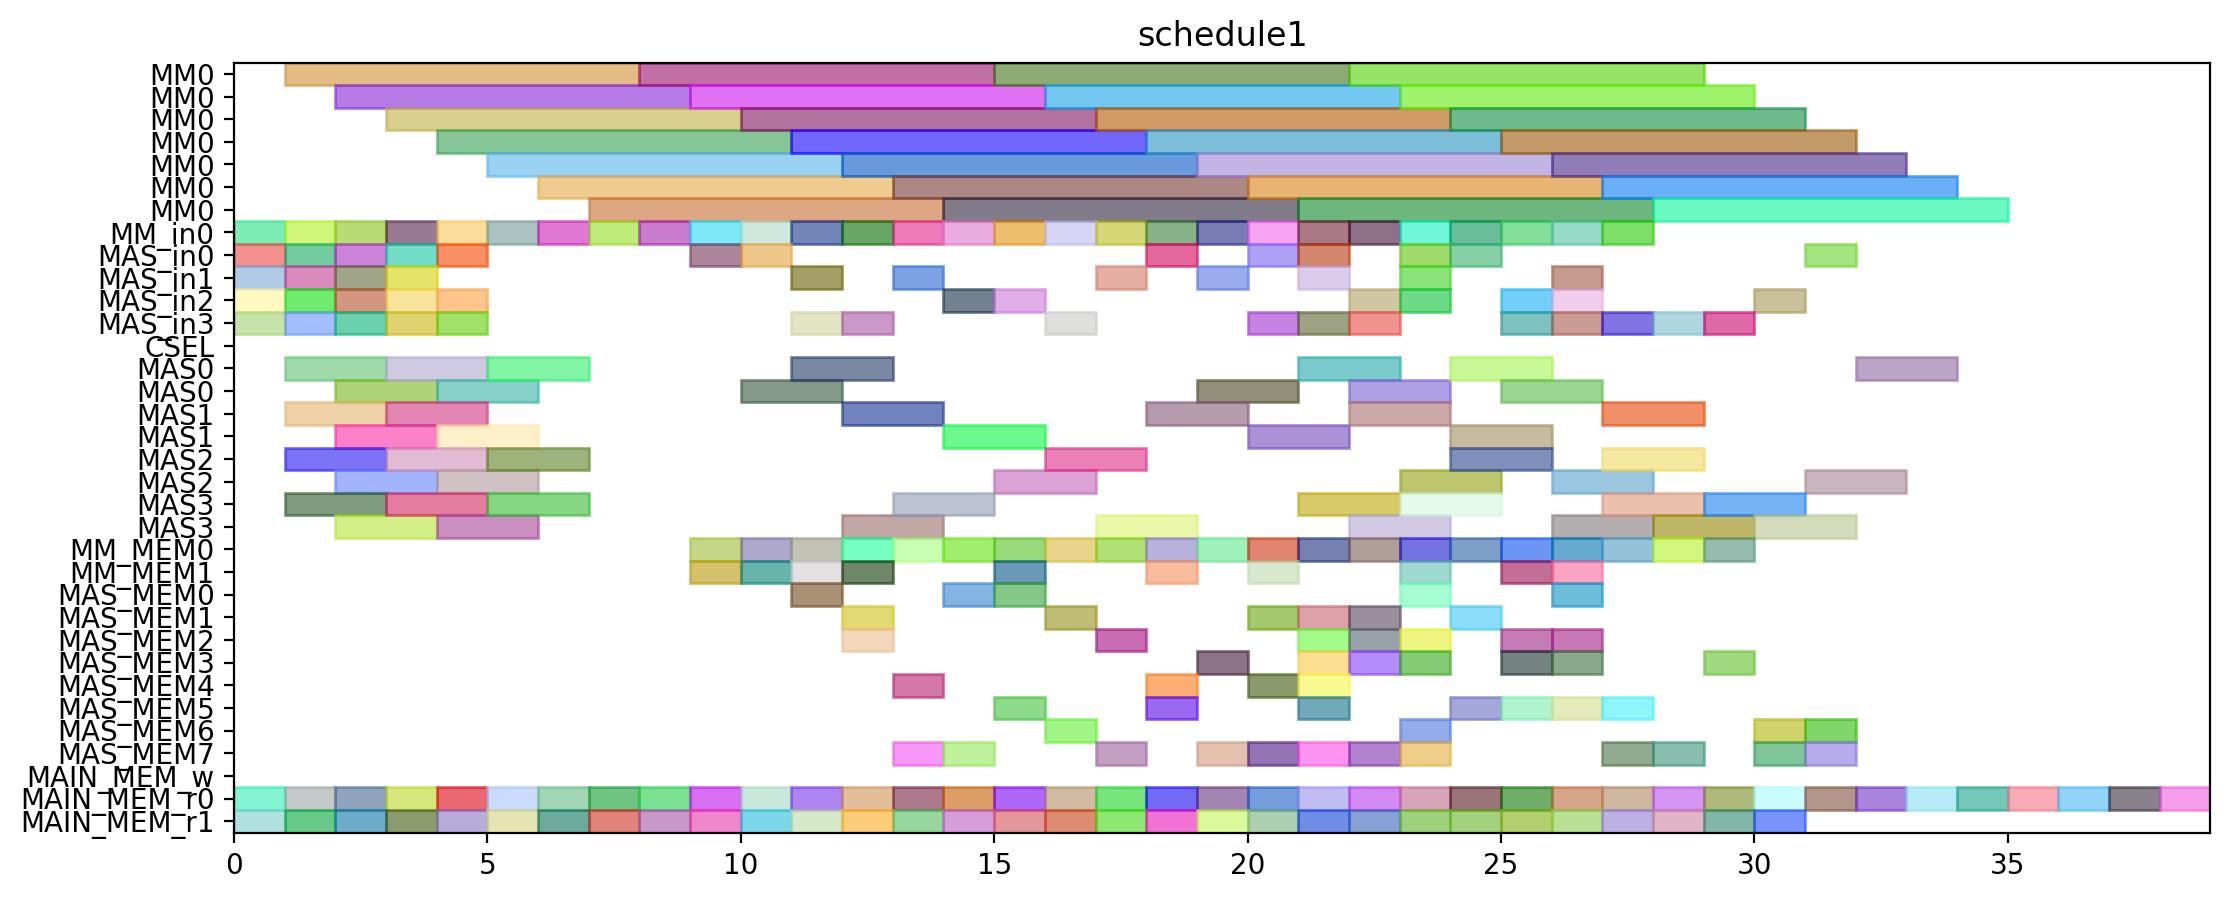 schedule1
MM0
MM0
MM0
MM0
MM0
MM0
MM0
MM_in0
MAS_in0
MAS_in1
MAS_in2
MAS_in3
CSEL
MAS0
MAS0
MAS1
MAS1
MAS2
MAS2
MAS3
MAS3
MM_MEM0
MM_MEM1
MAS_MEM0
MAS_MEM1
MAS_MEM2
MAS_MEM3
MAS_MEM4
MAS_MEM5
MAS_MEM6
MAS_MEM7
MAIN_MEM_w
MAIN_MEM_r0
MAIN_MEM_r1
0 5 10 15 20 25 30 35